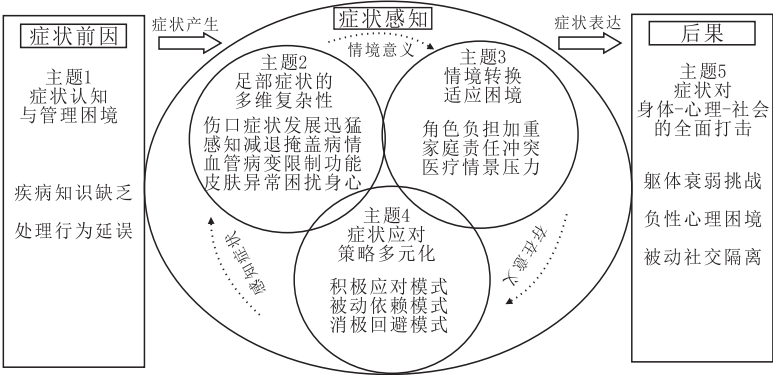 症状前因
主题1
症状认知
与管理困境
疾病知识缺乏
处理行为延误
症状产生
症状感知
情境意义
主题2
足部症状的
多维复杂性
伤口症状发展迅猛
感知减退掩盖病情
血管病变限制功能
皮肤异常困扰身心
主题3
情境转换
适应困境
角色负担加重
家庭责任冲突
医疗情景压力
主题4
症状应对
策略多元化
积极应对模式
被动依赖模式
消极回避模式
感知症状
存在意义
症状表达
后果
主题5
症状对
身体-心理-社会
的全面打击
躯体衰弱挑战
负性心理困境
被动社交隔离